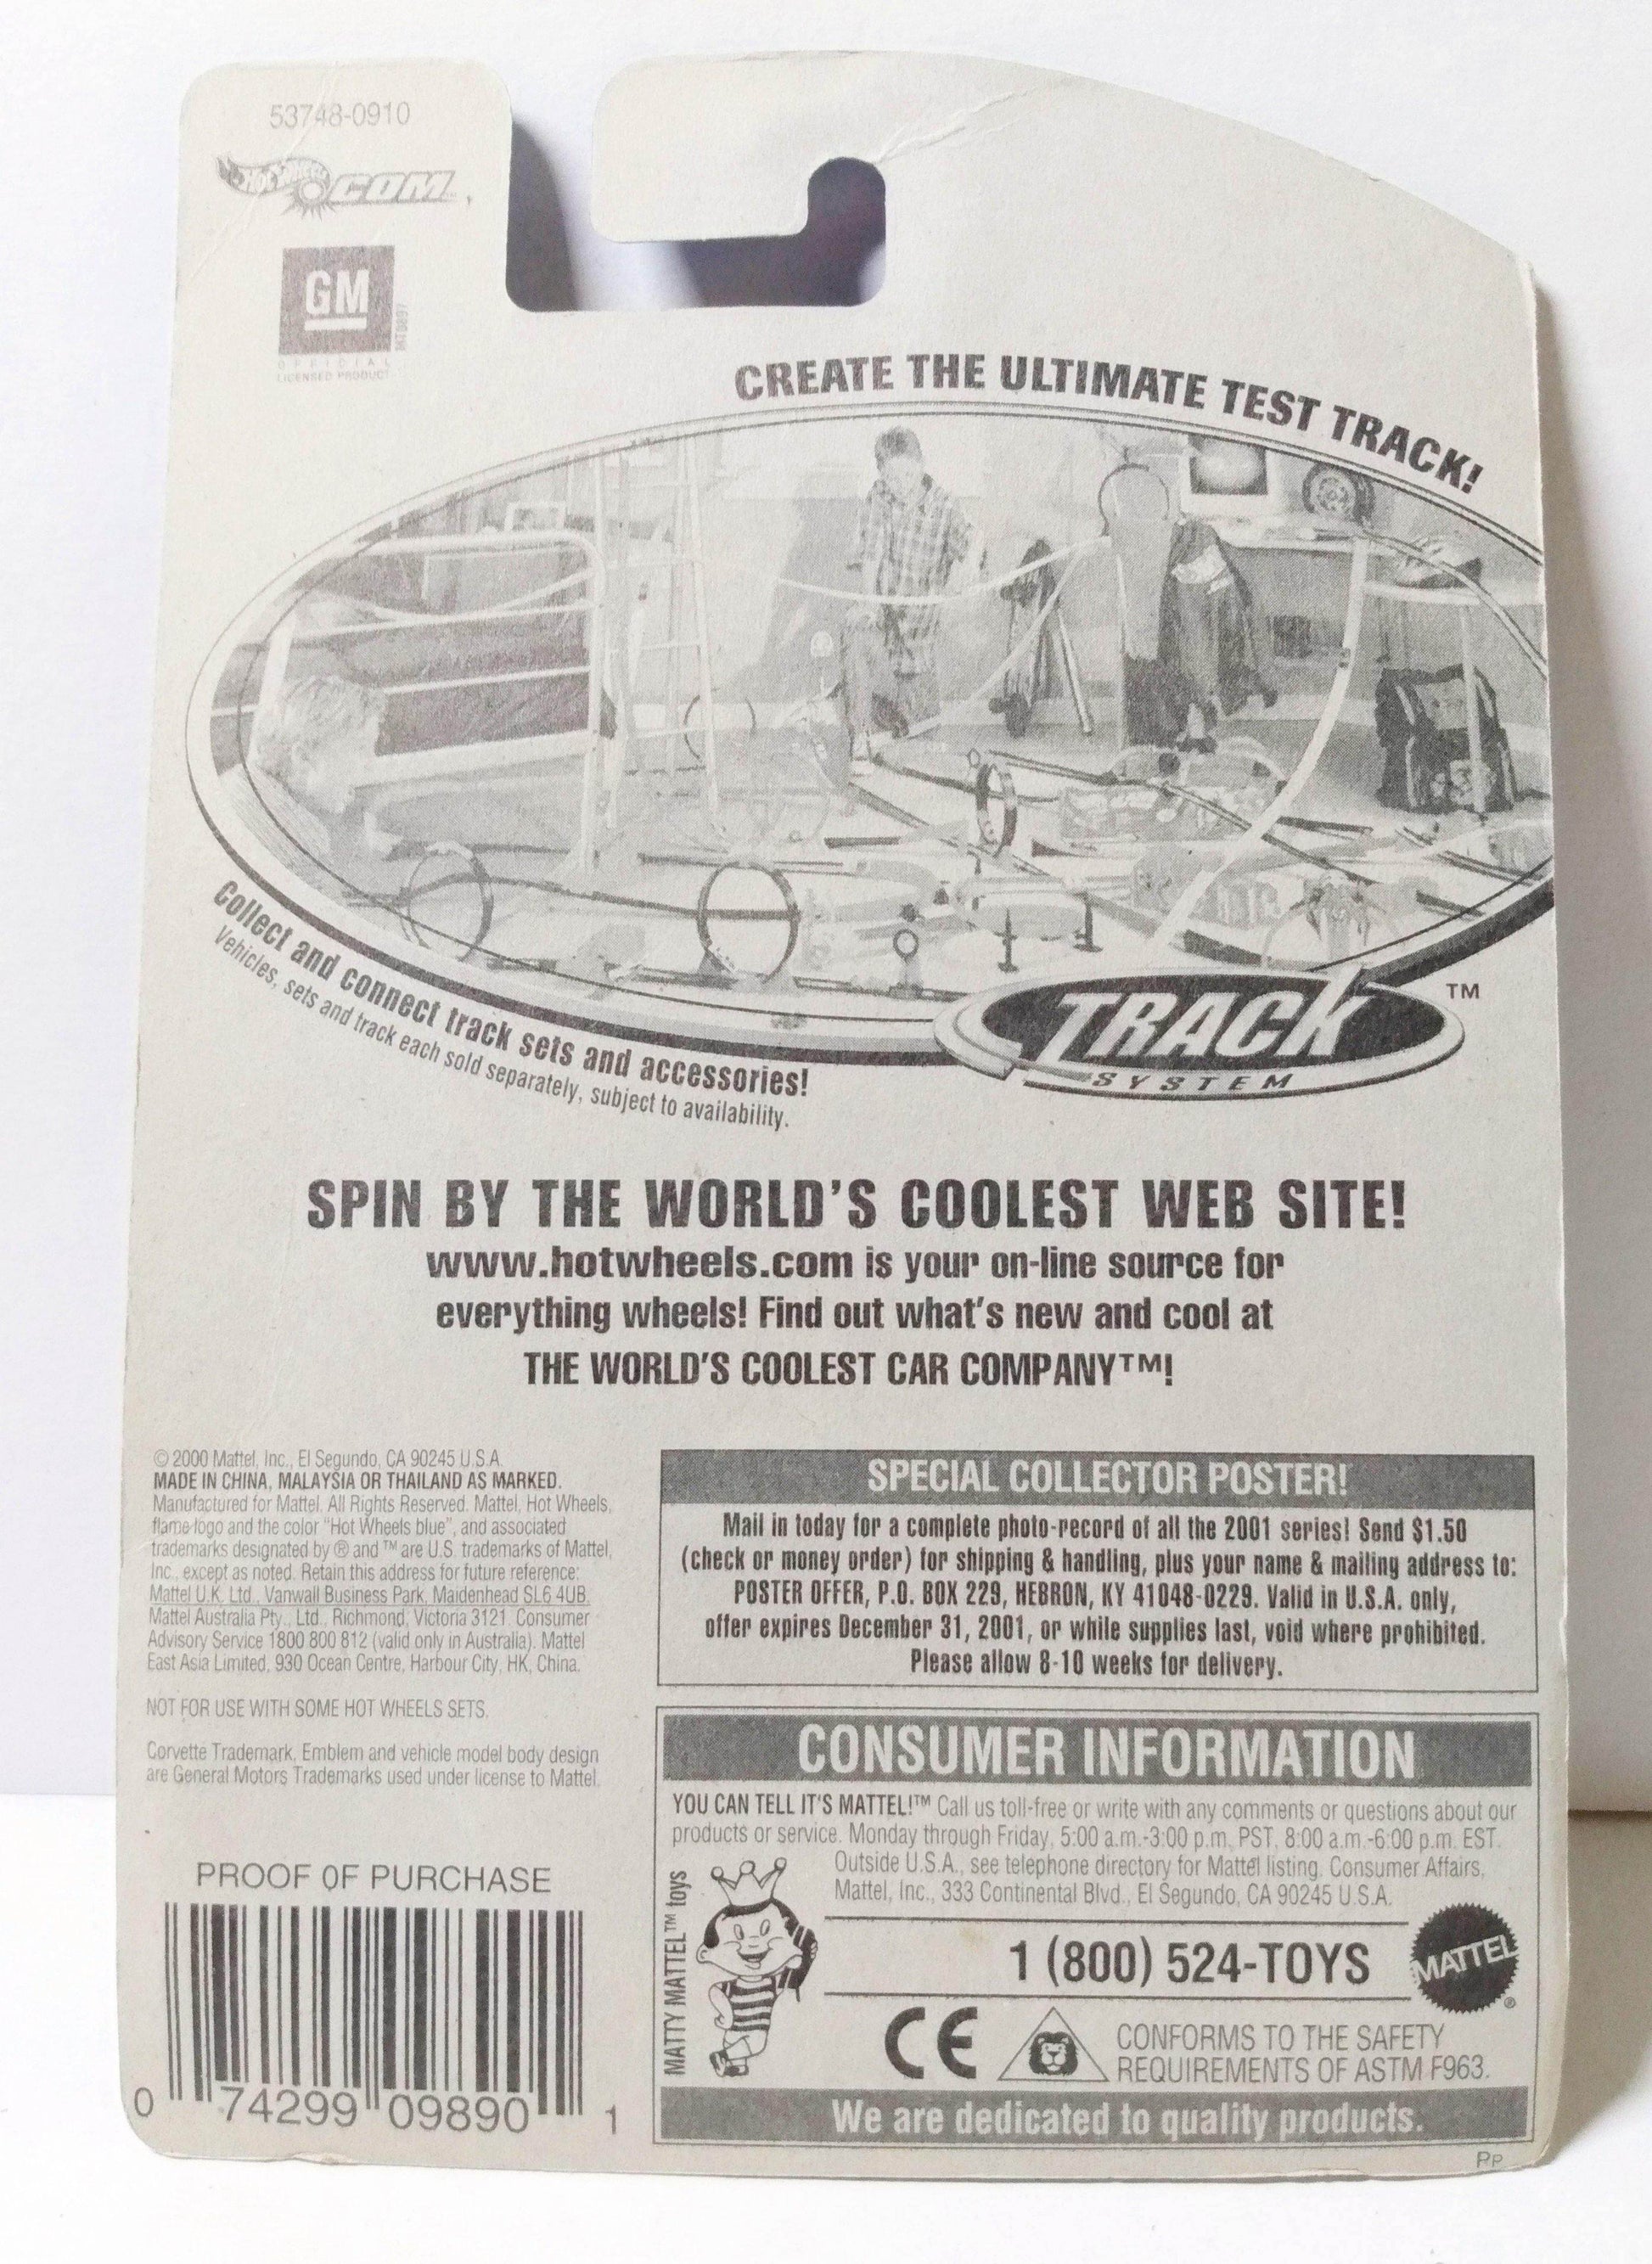 53748-0910
Hot Wheels .COM
GM
OFFICIAL
LICENSED PRODUCT
CREATE THE ULTIMATE TEST TRACK!
Collect and connect track sets and accessories!
Vehicles, sets and track each sold separately, subject to availability.
TRACK ™
SYSTEM
SPIN BY THE WORLD'S COOLEST WEB SITE!
www.hotwheels.com is your on-line source for
everything wheels! Find out what's new and cool at
THE WORLD'S COOLEST CAR COMPANY™!
© 2000 Mattel, Inc., El Segundo, CA 90245 U.S.A.
MADE IN CHINA, MALAYSIA OR THAILAND AS MARKED.
Manufactured for Mattel. All Rights Reserved. Mattel, Hot Wheels,
flame logo and the color "Hot Wheels blue", and associated
trademarks designated by ® and ™ are U.S. trademarks of Mattel,
Inc., except as noted. Retain this address for future reference:
Mattel U.K. Ltd., Vanwall Business Park, Maidenhead SL6 4UB.
Mattel Australia Pty., Ltd., Richmond, Victoria 3121. Consumer
Advisory Service 1800 800 812 (valid only in Australia). Mattel
East Asia Limited, 930 Ocean Centre, Harbour City, HK, China.
NOT FOR USE WITH SOME HOT WHEELS SETS.
Corvette Trademark, Emblem and vehicle model body design
are General Motors Trademarks used under license to Mattel.
PROOF OF PURCHASE
0 74299 09890 1
SPECIAL COLLECTOR POSTER!
Mail in today for a complete photo-record of all the 2001 series! Send $1.50
(check or money order) for shipping & handling, plus your name & mailing address to:
POSTER OFFER, P.O. BOX 229, HEBRON, KY 41048-0229. Valid in U.S.A. only,
offer expires December 31, 2001, or while supplies last, void where prohibited.
Please allow 8-10 weeks for delivery.
CONSUMER INFORMATION
YOU CAN TELL IT'S MATTEL!™ Call us toll-free or write with any comments or questions about our
products or service. Monday through Friday, 5:00 a.m.-3:00 p.m. PST, 8:00 a.m.-6:00 p.m. EST.
Outside U.S.A., see telephone directory for Mattel listing. Consumer Affairs,
Mattel, Inc., 333 Continental Blvd., El Segundo, CA 90245 U.S.A.
MATTY MATTEL™ toys
1 (800) 524-TOYS
MATTEL ®
CE
CONFORMS TO THE SAFETY
REQUIREMENTS OF ASTM F963.
We are dedicated to quality products.
PP